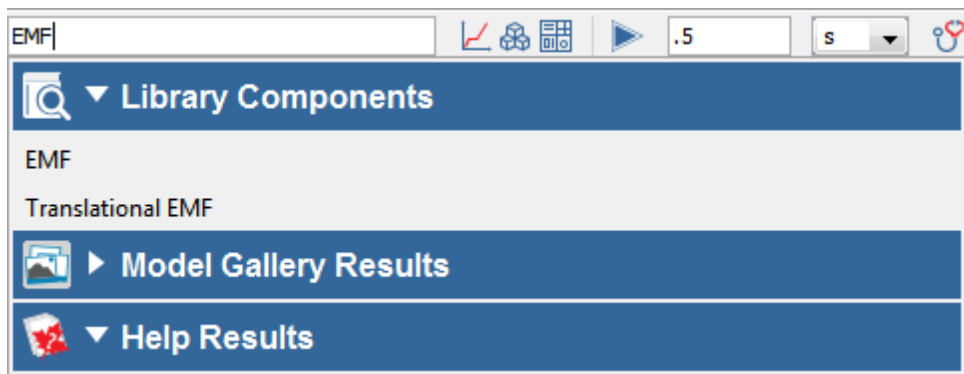 EMF .5 s
Library Components
EMF
Translational EMF
Model Gallery Results
Help Results